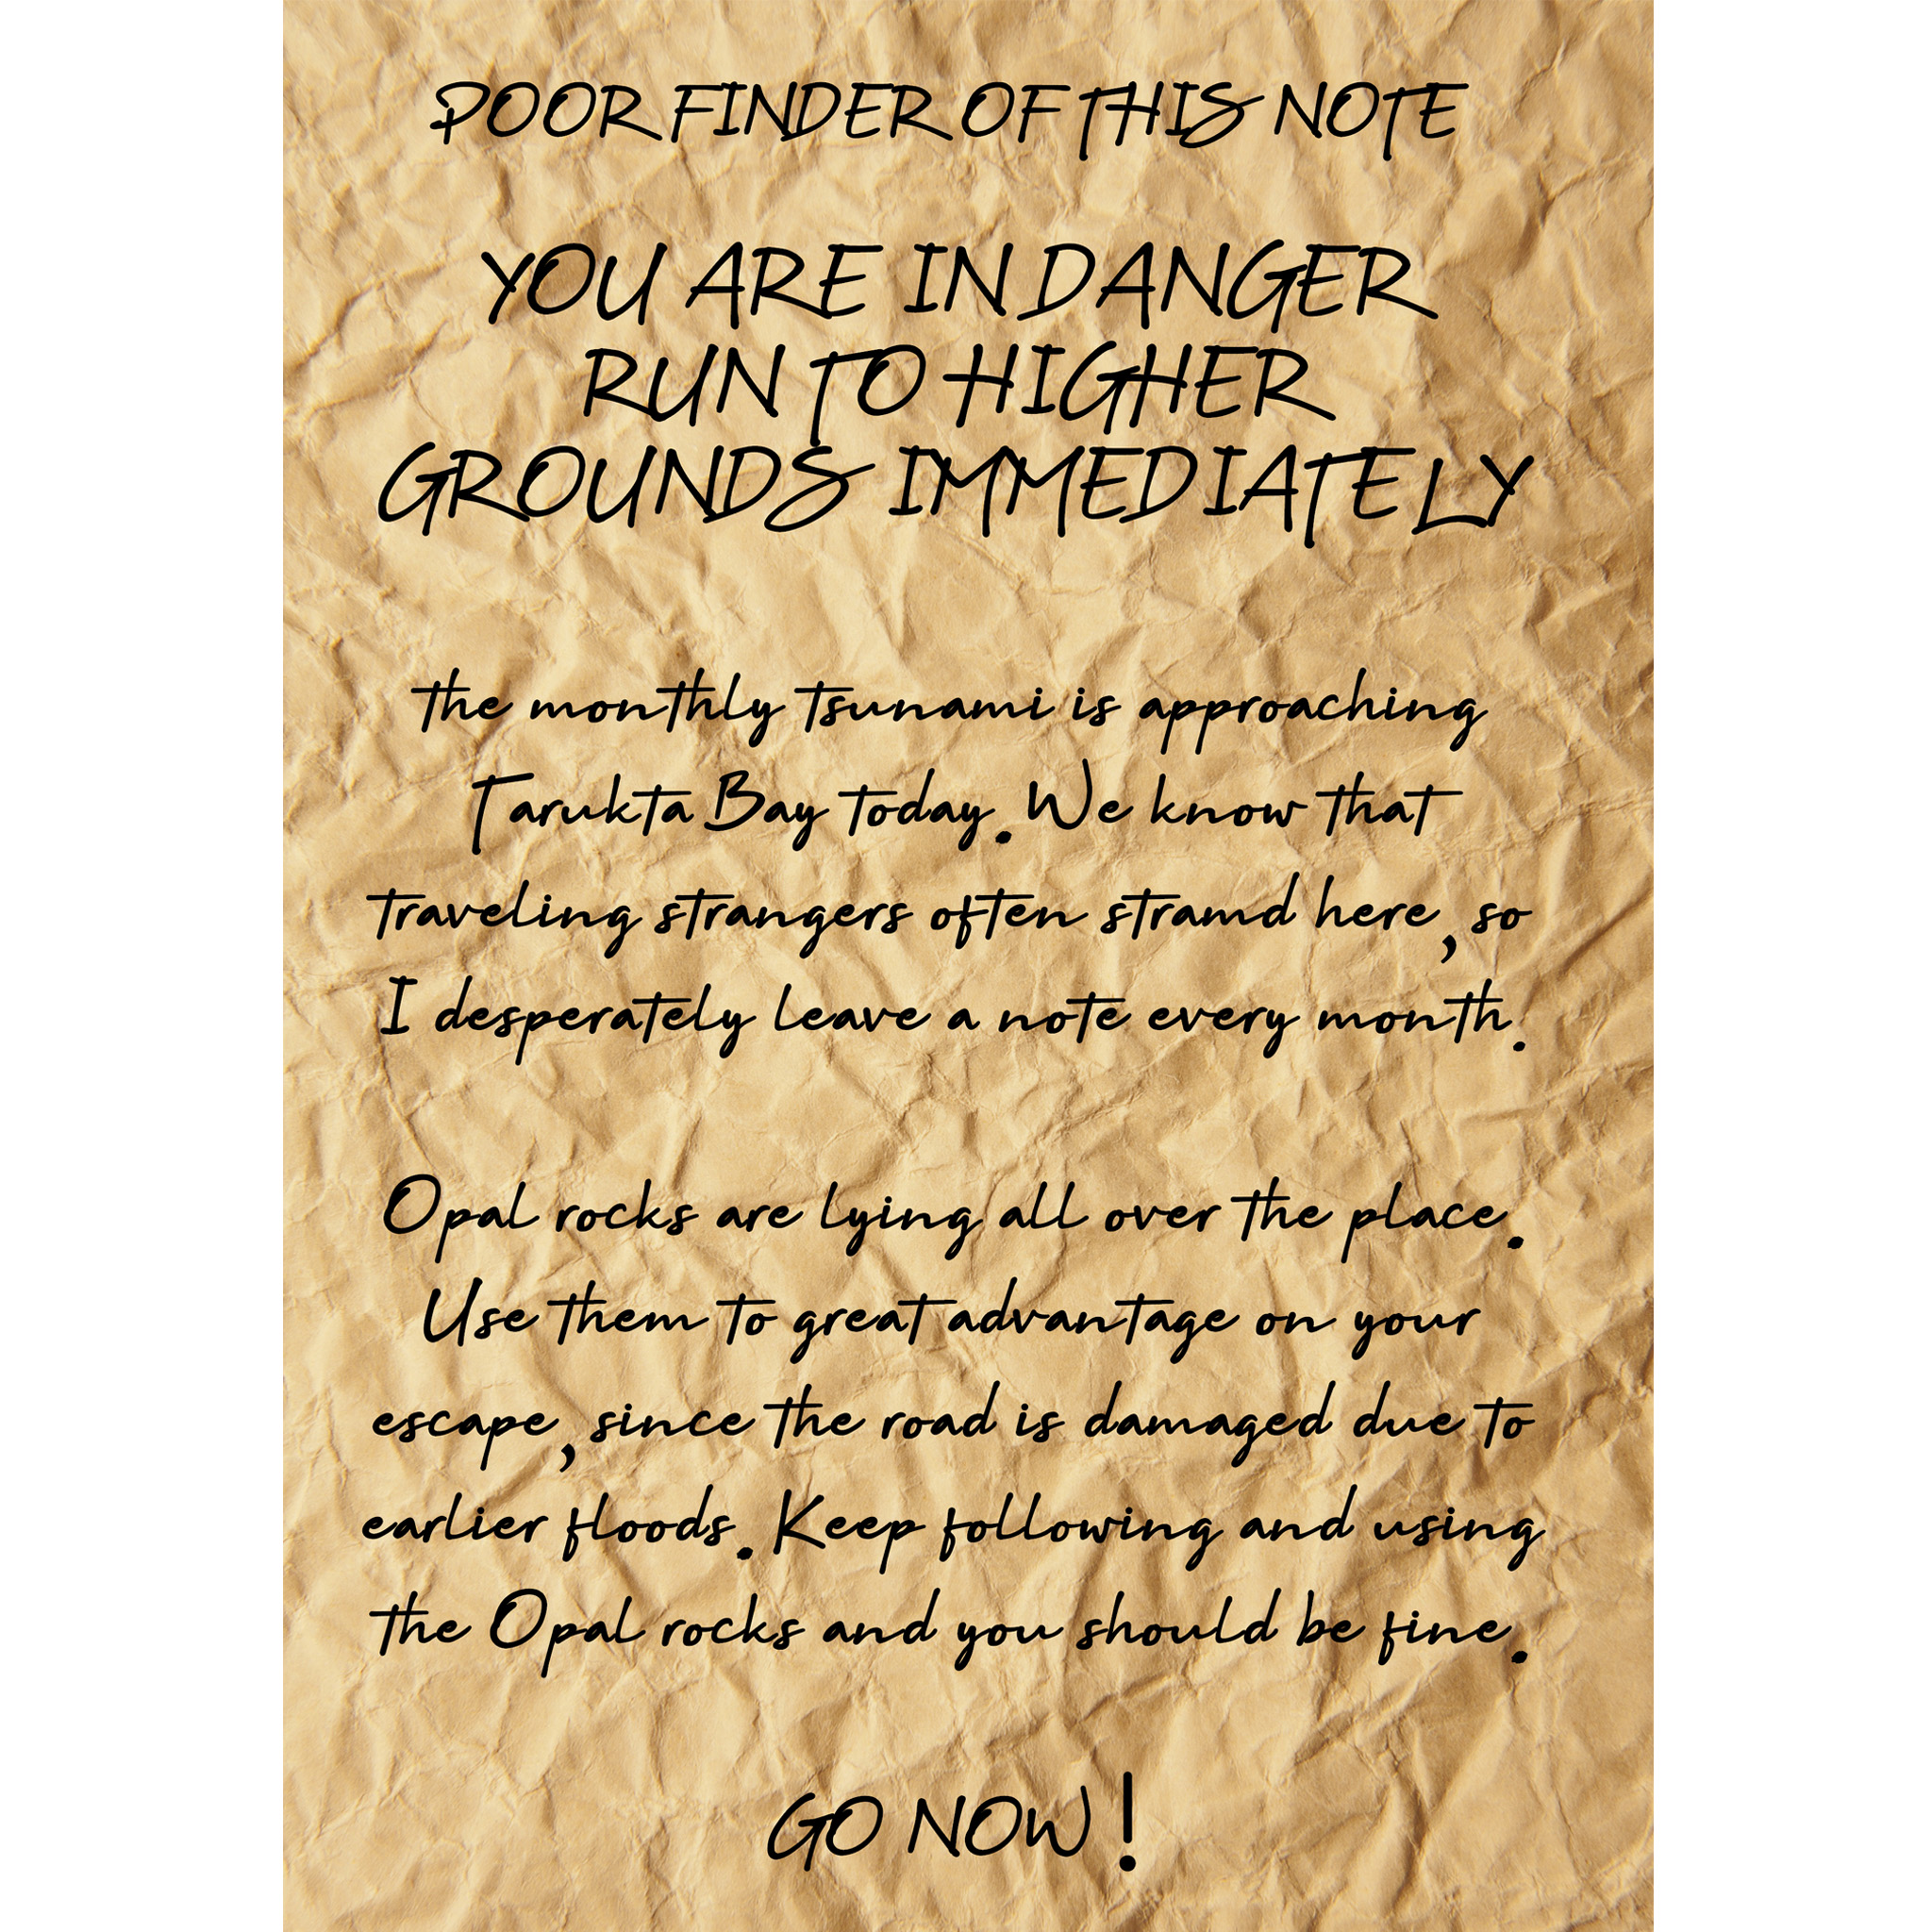 POOR FINDER OF THIS NOTE
YOU ARE IN DANGER
RUN TO HIGHER
GROUNDS IMMEDIATELY
the monthly tsunami is approaching
Tarukta Bay today. We know that
traveling strangers often stramd here, so
I desperately leave a note every month.
Opal rocks are lying all over the place.
Use them to great advantage on your
escape, since the road is damaged due to
earlier floods. Keep following and using
the Opal rocks and you should be fine.
GO NOW!